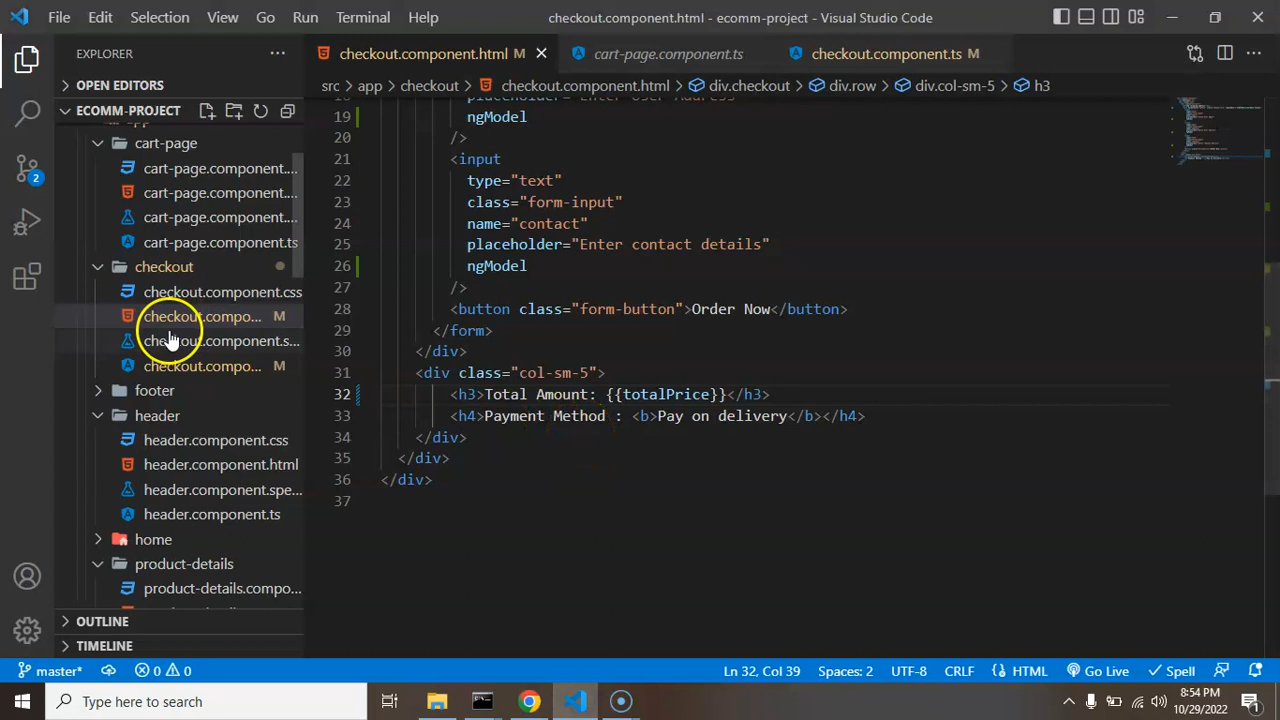 File Edit Selection View Go Run Terminal Help checkout.component.html - ecomm-project - Visual Studio Code
EXPLORER
checkout.component.html M
cart-page.component.ts
checkout.component.ts M
OPEN EDITORS
src > app > checkout > checkout.component.html > div.checkout > div.row > div.col-sm-5 > h3
ECOMM-PROJECT
cart-page
cart-page.component....
cart-page.component....
cart-page.component....
cart-page.component.ts
checkout
checkout.component.css
checkout.compo... M
checkout.component.s...
checkout.compo... M
footer
header
header.component.css
header.component.html
header.component.spe...
header.component.ts
home
product-details
product-details.compo...
OUTLINE
TIMELINE
18 placeholder="Enter User Address"
19 ngModel
20 />
21 <input
22 type="text"
23 class="form-input"
24 name="contact"
25 placeholder="Enter contact details"
26 ngModel
27 />
28 <button class="form-button">Order Now</button>
29 </form>
30 </div>
31 <div class="col-sm-5">
32 <h3>Total Amount: {{totalPrice}}</h3>
33 <h4>Payment Method : <b>Pay on delivery</b></h4>
34 </div>
35 </div>
36 </div>
37
2
master* 0 0 Ln 32, Col 39 Spaces: 2 UTF-8 CRLF HTML Go Live Spell
Type here to search
8:54 PM
10/29/2022
1